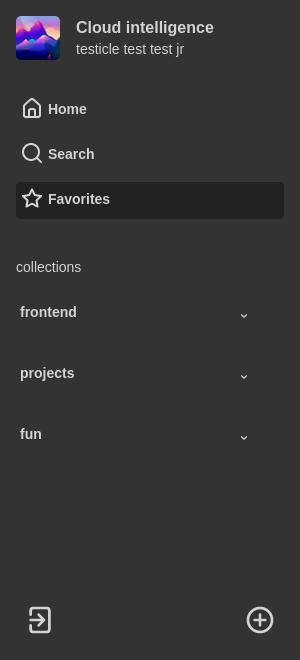 Cloud intelligence
testicle test test jr
Home
Search
Favorites
collections
frontend
projects
fun